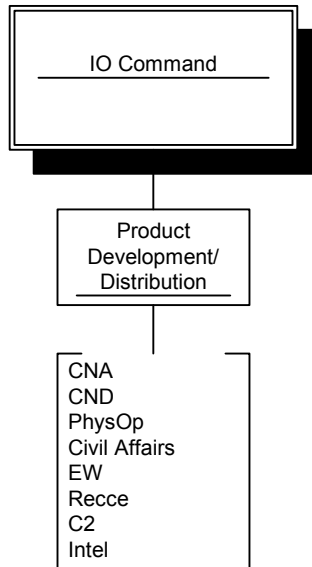 IO Command
Product
Development/
Distribution
CNA
CND
PhysOp
Civil Affairs
EW
Recce
C2
Intel